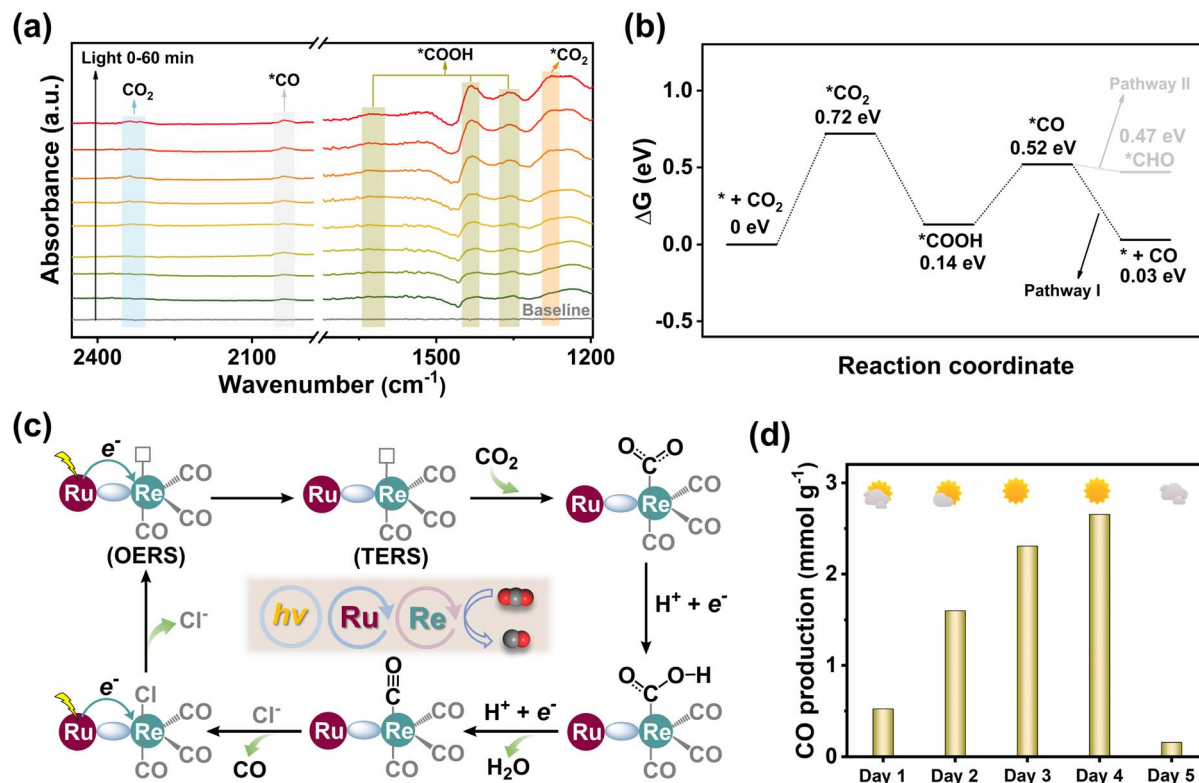 (a)
Light 0-60 min
CO₂
*CO
*COOH
*CO₂
Baseline
Absorbance (a.u.)
2400
2100
1500
1200
Wavenumber (cm⁻¹)
(b)
ΔG (eV)
1.0
0.5
0.0
-0.5
* + CO₂
0 eV
*CO₂
0.72 eV
*COOH
0.14 eV
*CO
0.52 eV
Pathway II
0.47 eV
*CHO
* + CO
0.03 eV
Pathway I
Reaction coordinate
(c)
e⁻
Ru
Re
CO
CO
CO
(OERS)
Ru
Re
CO
CO
CO
(TERS)
CO₂
O
O
C
Ru
Re
CO
CO
CO
H⁺ + e⁻
O
O-H
C
Ru
Re
CO
CO
CO
H⁺ + e⁻
H₂O
O
C
Ru
Re
CO
CO
CO
Cl⁻
CO
e⁻
Cl
Ru
Re
CO
CO
CO
Cl⁻
hv
Ru
Re
(d)
CO production (mmol g⁻¹)
3
2
1
0
Day 1
Day 2
Day 3
Day 4
Day 5